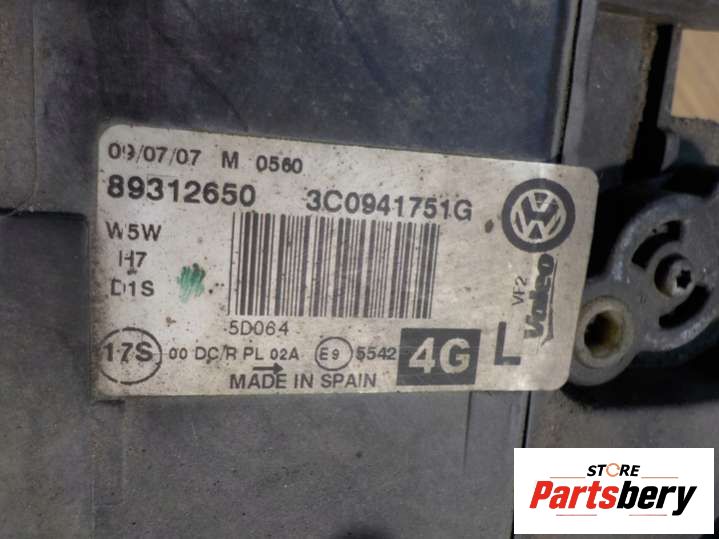 09/07/07 M 0560
89312650 3C0941751G
W5W
H7
D1S
5D064
17S 00 DC/R PL 02A E9 5542 4G L
MADE IN SPAIN
VF2
Valeo
STORE
Partsbery